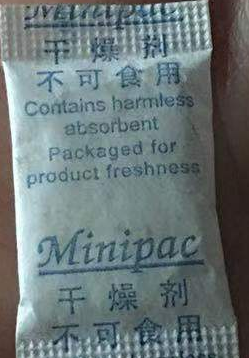 Minipac
干燥剂
不可食用
Contains harmless
absorbent
Packaged for
product freshness
Minipac
干燥剂
不可食用